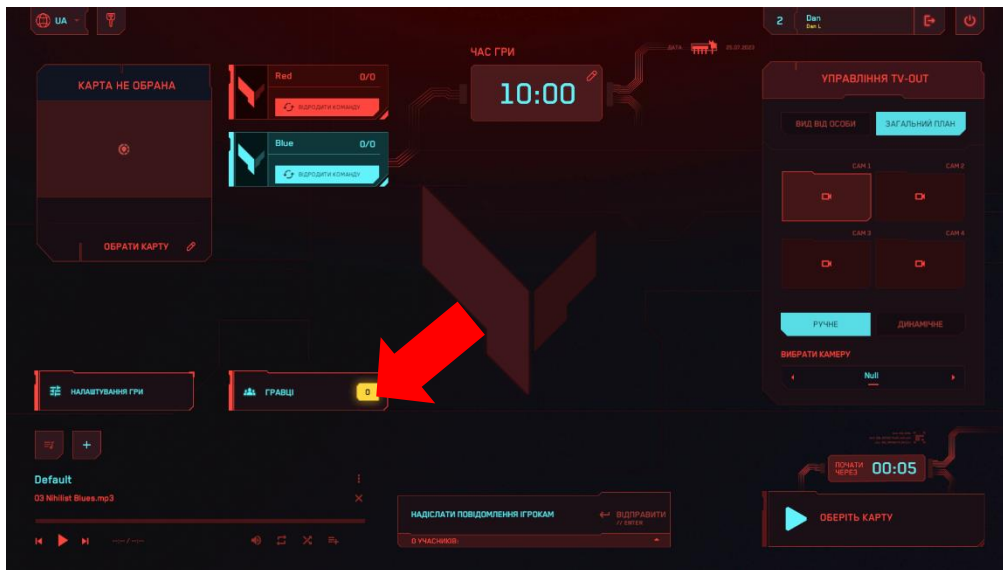 UA
2 Dan
Dan L
ЧАС ГРИ
10:00
ДАТА
25.07.2023
КАРТА НЕ ОБРАНА
ОБРАТИ КАРТУ
Red 0/0
ВІДРОДИТИ КОМАНДУ
Blue 0/0
ВІДРОДИТИ КОМАНДУ
УПРАВЛІННЯ TV-OUT
ВИД ВІД ОСОБИ ЗАГАЛЬНИЙ ПЛАН
CAM 1 CAM 2
CAM 3 CAM 4
РУЧНЕ ДИНАМІЧНЕ
ВИБРАТИ КАМЕРУ
Null
НАЛАШТУВАННЯ ГРИ
ГРАВЦІ 0
Default
03 Nihilist Blues.mp3
--:-- / --:--
НАДІСЛАТИ ПОВІДОМЛЕННЯ ІГРОКАМ
ВІДПРАВИТИ
// ENTER
0 УЧАСНИКІВ:
ПОЧАТИ ЧЕРЕЗ 00:05
ОБЕРІТЬ КАРТУ